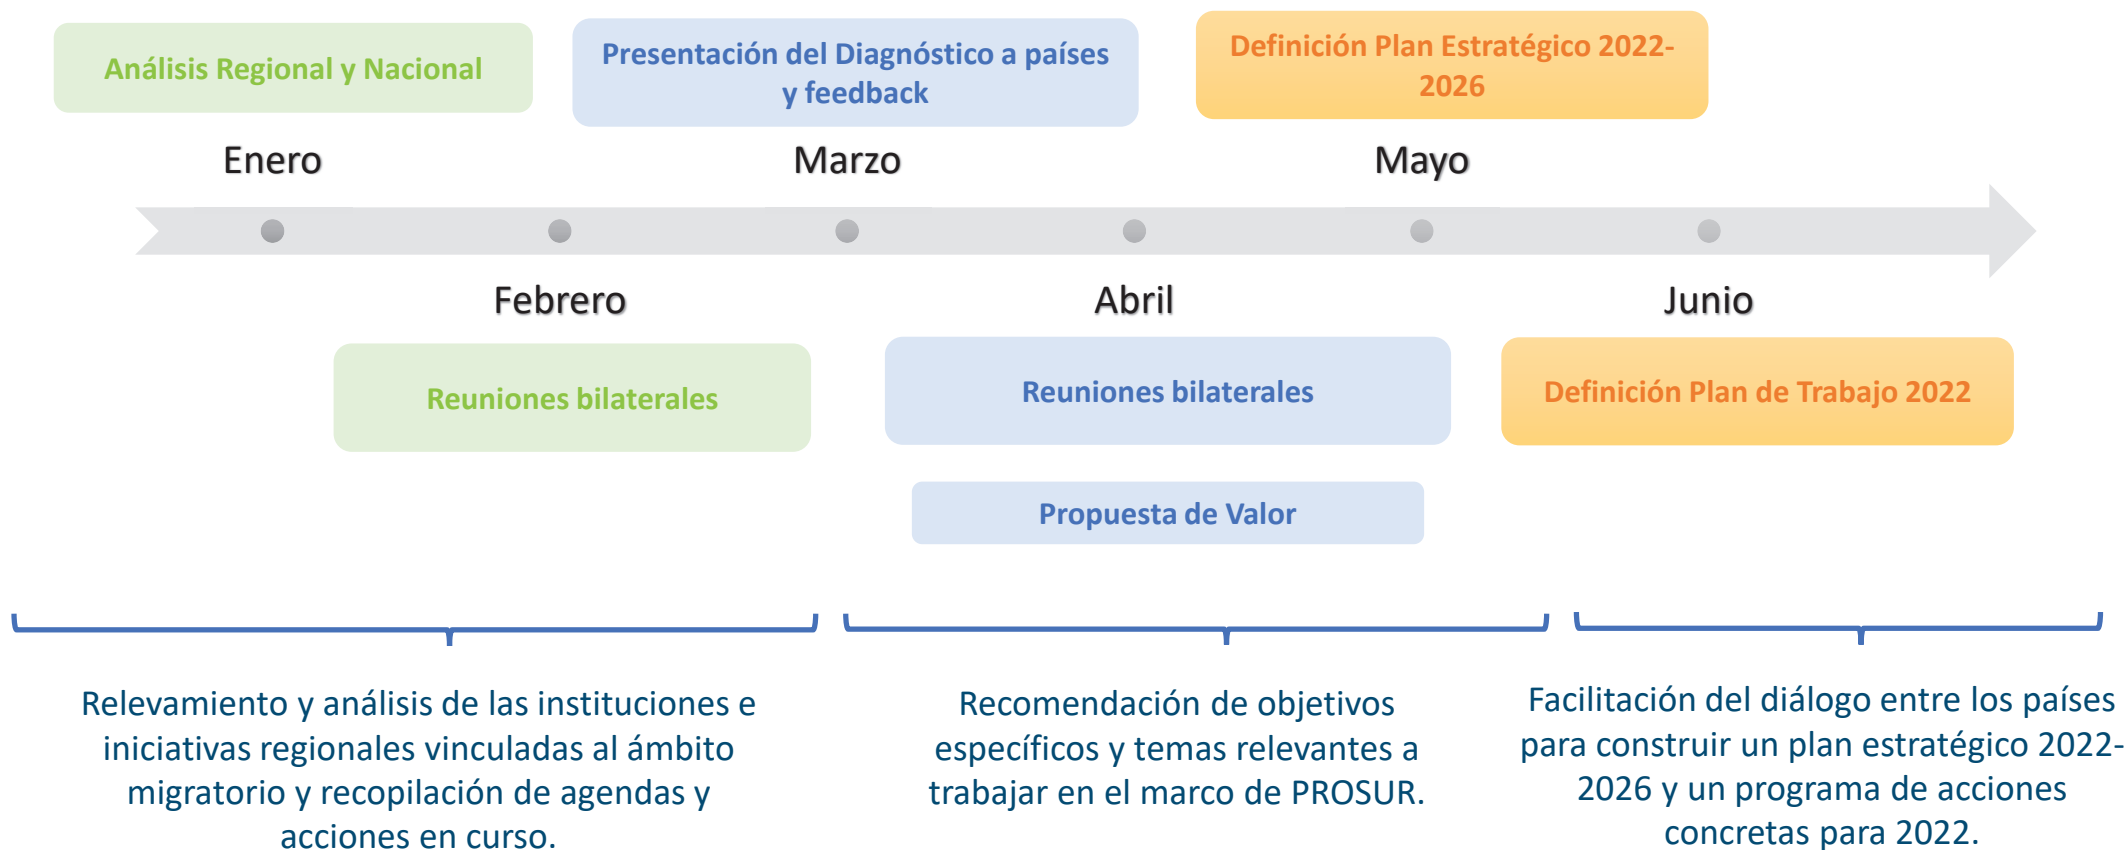 Análisis Regional y Nacional
Presentación del Diagnóstico a países
y feedback
Definición Plan Estratégico 2022-
2026
Enero
Marzo
Mayo
Febrero
Abril
Junio
Reuniones bilaterales
Reuniones bilaterales
Definición Plan de Trabajo 2022
Propuesta de Valor
Relevamiento y análisis de las instituciones e
iniciativas regionales vinculadas al ámbito
migratorio y recopilación de agendas y
acciones en curso.
Recomendación de objetivos
específicos y temas relevantes a
trabajar en el marco de PROSUR.
Facilitación del diálogo entre los países
para construir un plan estratégico 2022-
2026 y un programa de acciones
concretas para 2022.